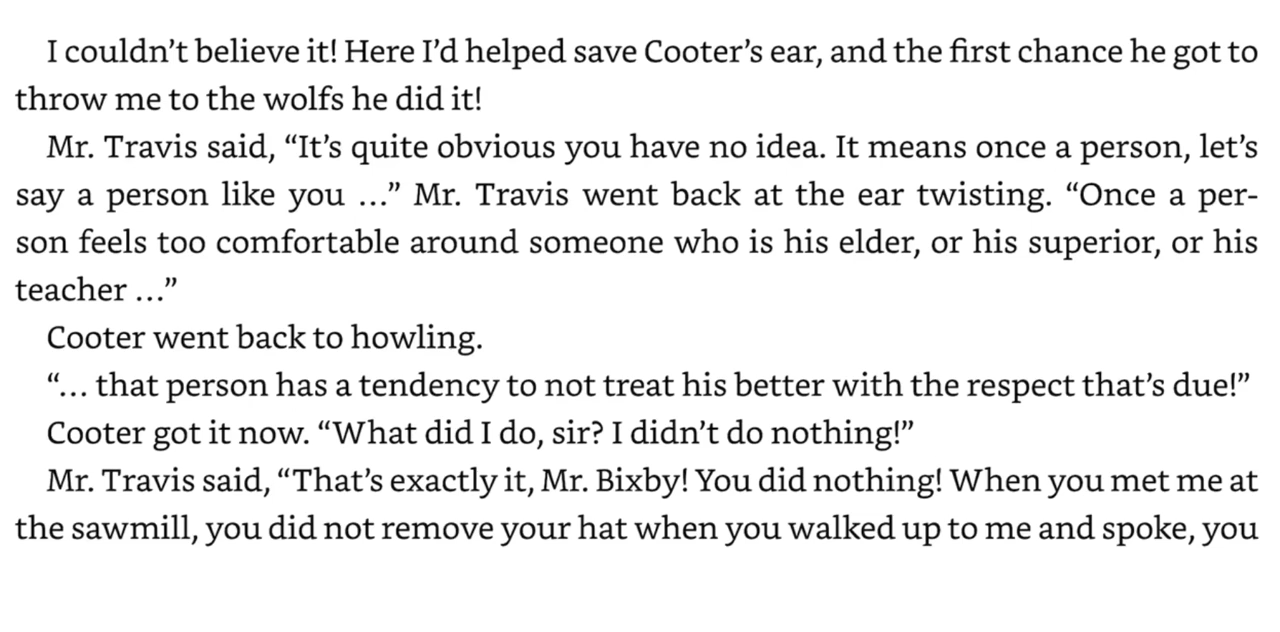 I couldn’t believe it! Here I’d helped save Cooter’s ear, and the first chance he got to
throw me to the wolfs he did it!
Mr. Travis said, “It’s quite obvious you have no idea. It means once a person, let’s
say a person like you …” Mr. Travis went back at the ear twisting. “Once a per-
son feels too comfortable around someone who is his elder, or his superior, or his
teacher …”
Cooter went back to howling.
“… that person has a tendency to not treat his better with the respect that’s due!”
Cooter got it now. “What did I do, sir? I didn’t do nothing!”
Mr. Travis said, “That’s exactly it, Mr. Bixby! You did nothing! When you met me at
the sawmill, you did not remove your hat when you walked up to me and spoke, you